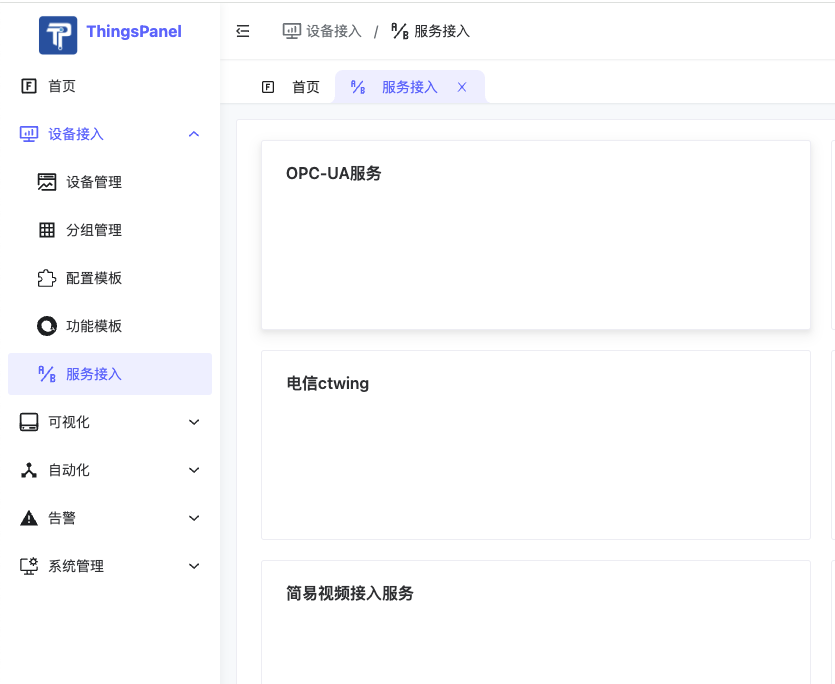 ThingsPanel
首页
设备接入
设备管理
分组管理
配置模板
功能模板
服务接入
可视化
自动化
告警
系统管理
设备接入 / 服务接入
首页 服务接入
OPC-UA服务
电信ctwing
简易视频接入服务